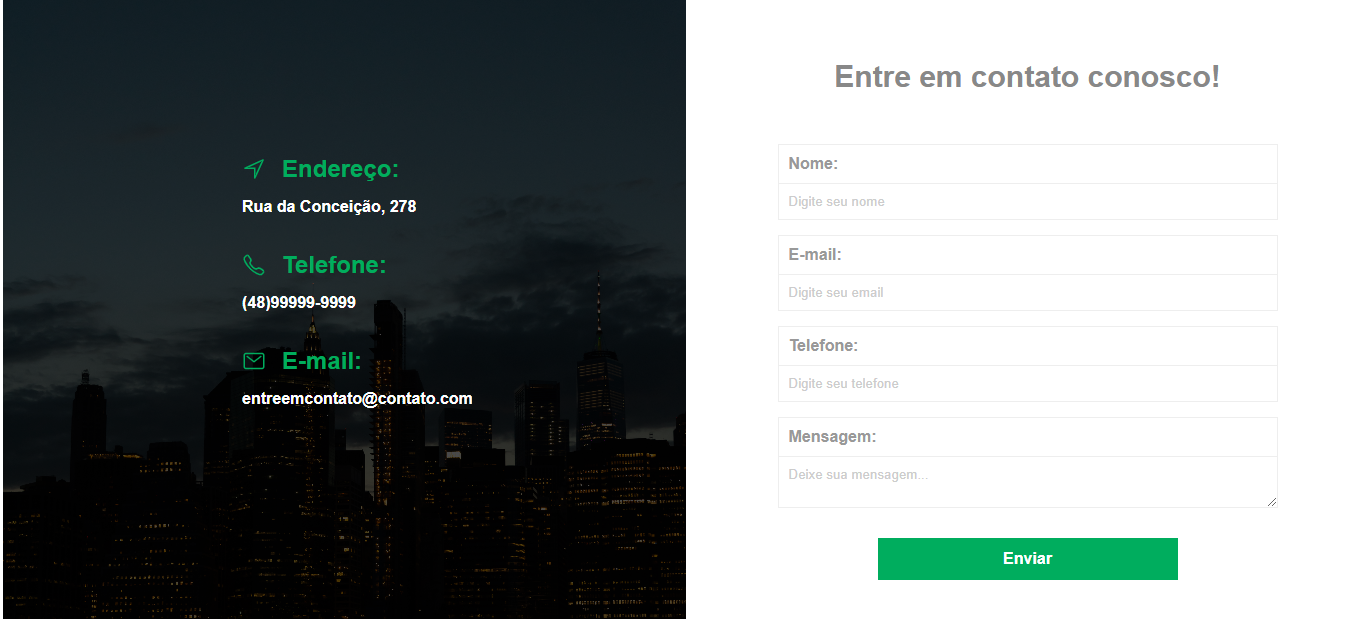 Endereço:
Rua da Conceição, 278
Telefone:
(48)99999-9999
E-mail:
entreemcontato@contato.com
Entre em contato conosco!
Nome:
Digite seu nome
E-mail:
Digite seu email
Telefone:
Digite seu telefone
Mensagem:
Deixe sua mensagem...
Enviar